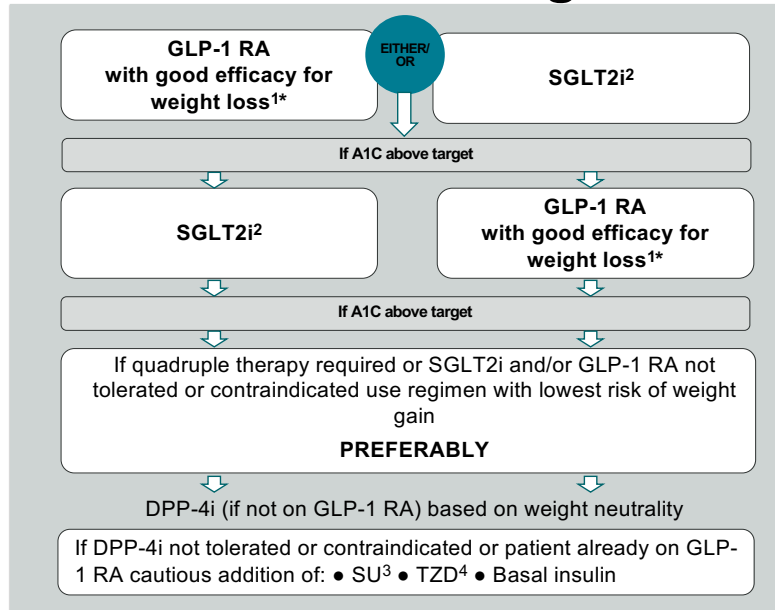 GLP-1 RA
with good efficacy for
weight loss¹*
EITHER/
OR
SGLT2i²
If A1C above target
SGLT2i²
GLP-1 RA
with good efficacy for
weight loss¹*
If A1C above target
If quadruple therapy required or SGLT2i and/or GLP-1 RA not
tolerated or contraindicated use regimen with lowest risk of weight
gain
PREFERABLY
DPP-4i (if not on GLP-1 RA) based on weight neutrality
If DPP-4i not tolerated or contraindicated or patient already on GLP-
1 RA cautious addition of: ● SU³ ● TZD⁴ ● Basal insulin